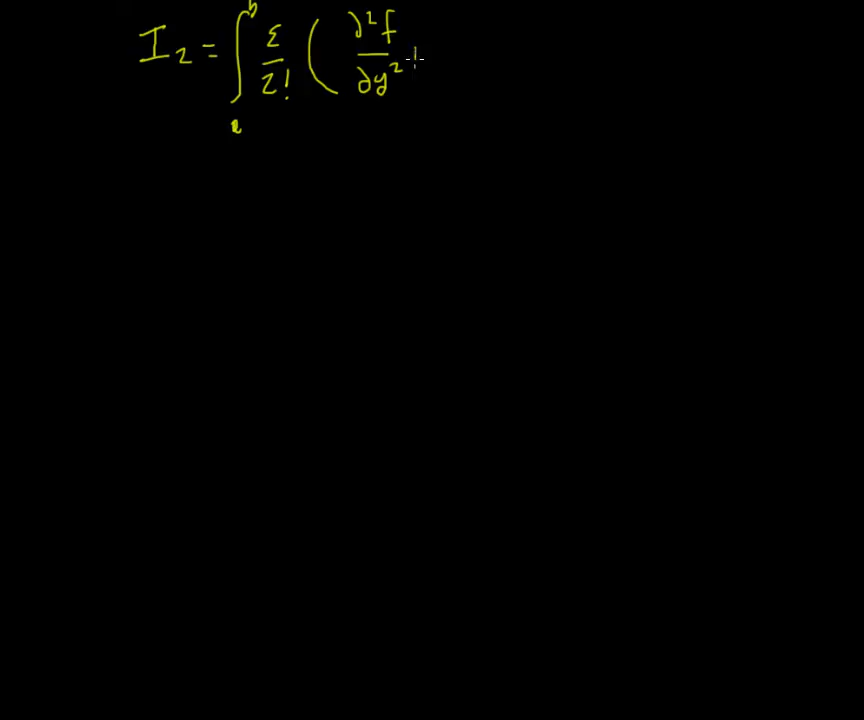 I₂ = ∫ₐᵇ ε/2! ( ∂²f/∂y²